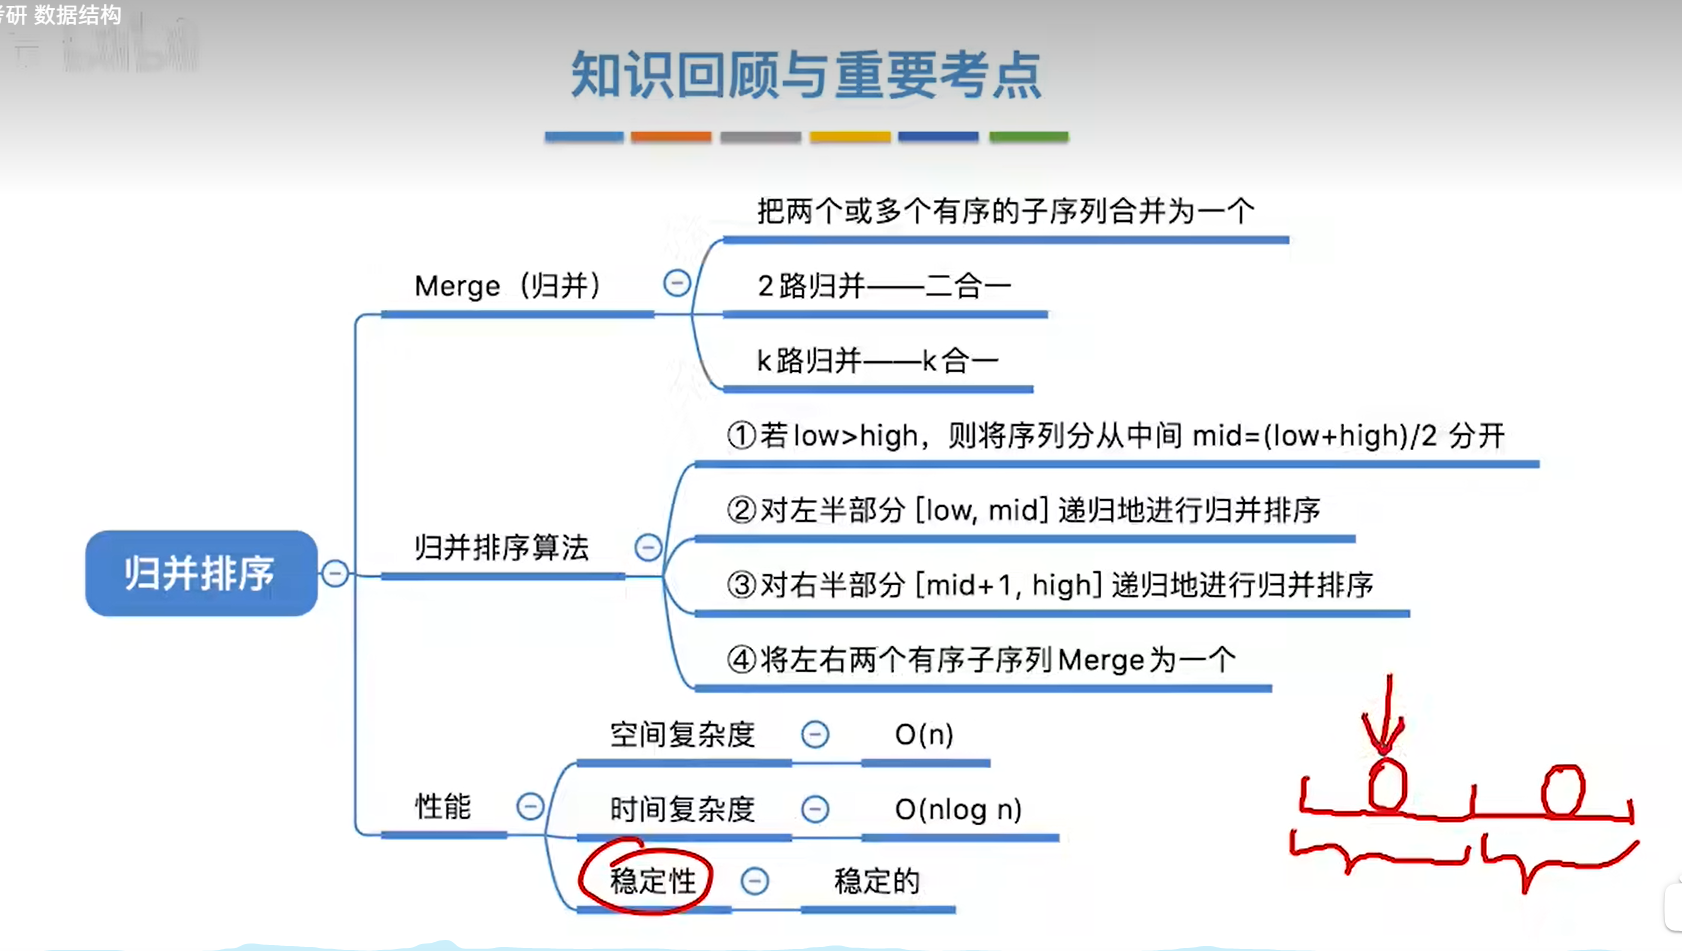 考研 数据结构
知识回顾与重要考点
把两个或多个有序的子序列合并为一个
Merge（归并）
2路归并——二合一
k路归并——k合一
①若low>high，则将序列分从中间 mid=(low+high)/2 分开
②对左半部分 [low, mid] 递归地进行归并排序
归并排序算法
归并排序
③对右半部分 [mid+1, high] 递归地进行归并排序
④将左右两个有序子序列Merge为一个
空间复杂度
O(n)
性能
时间复杂度
O(nlog n)
稳定性
稳定的